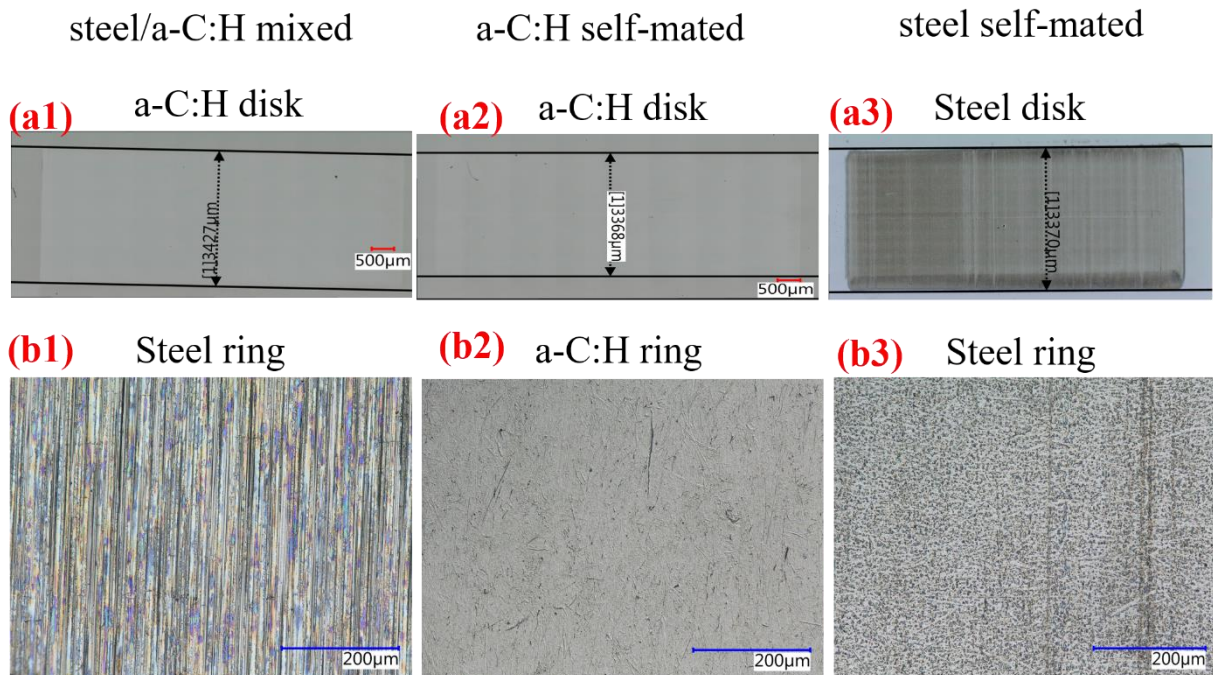 steel/a-C:H mixed
a-C:H self-mated
steel self-mated
(a1)
a-C:H disk
(a2)
a-C:H disk
(a3)
Steel disk
[1]3427µm
500µm
[1]3368µm
500µm
[1]3370µm
(b1)
Steel ring
(b2)
a-C:H ring
(b3)
Steel ring
200µm
200µm
200µm